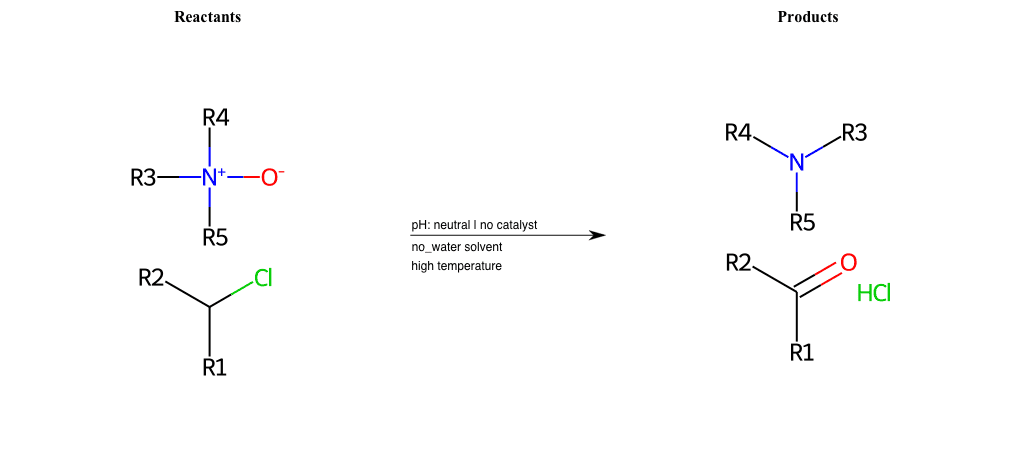 Reactants
Products
R4
R3
N+
O-
R5
R2
Cl
R1
pH: neutral | no catalyst
no_water solvent
high temperature
R4
R3
N
R5
R2
O
HCl
R1